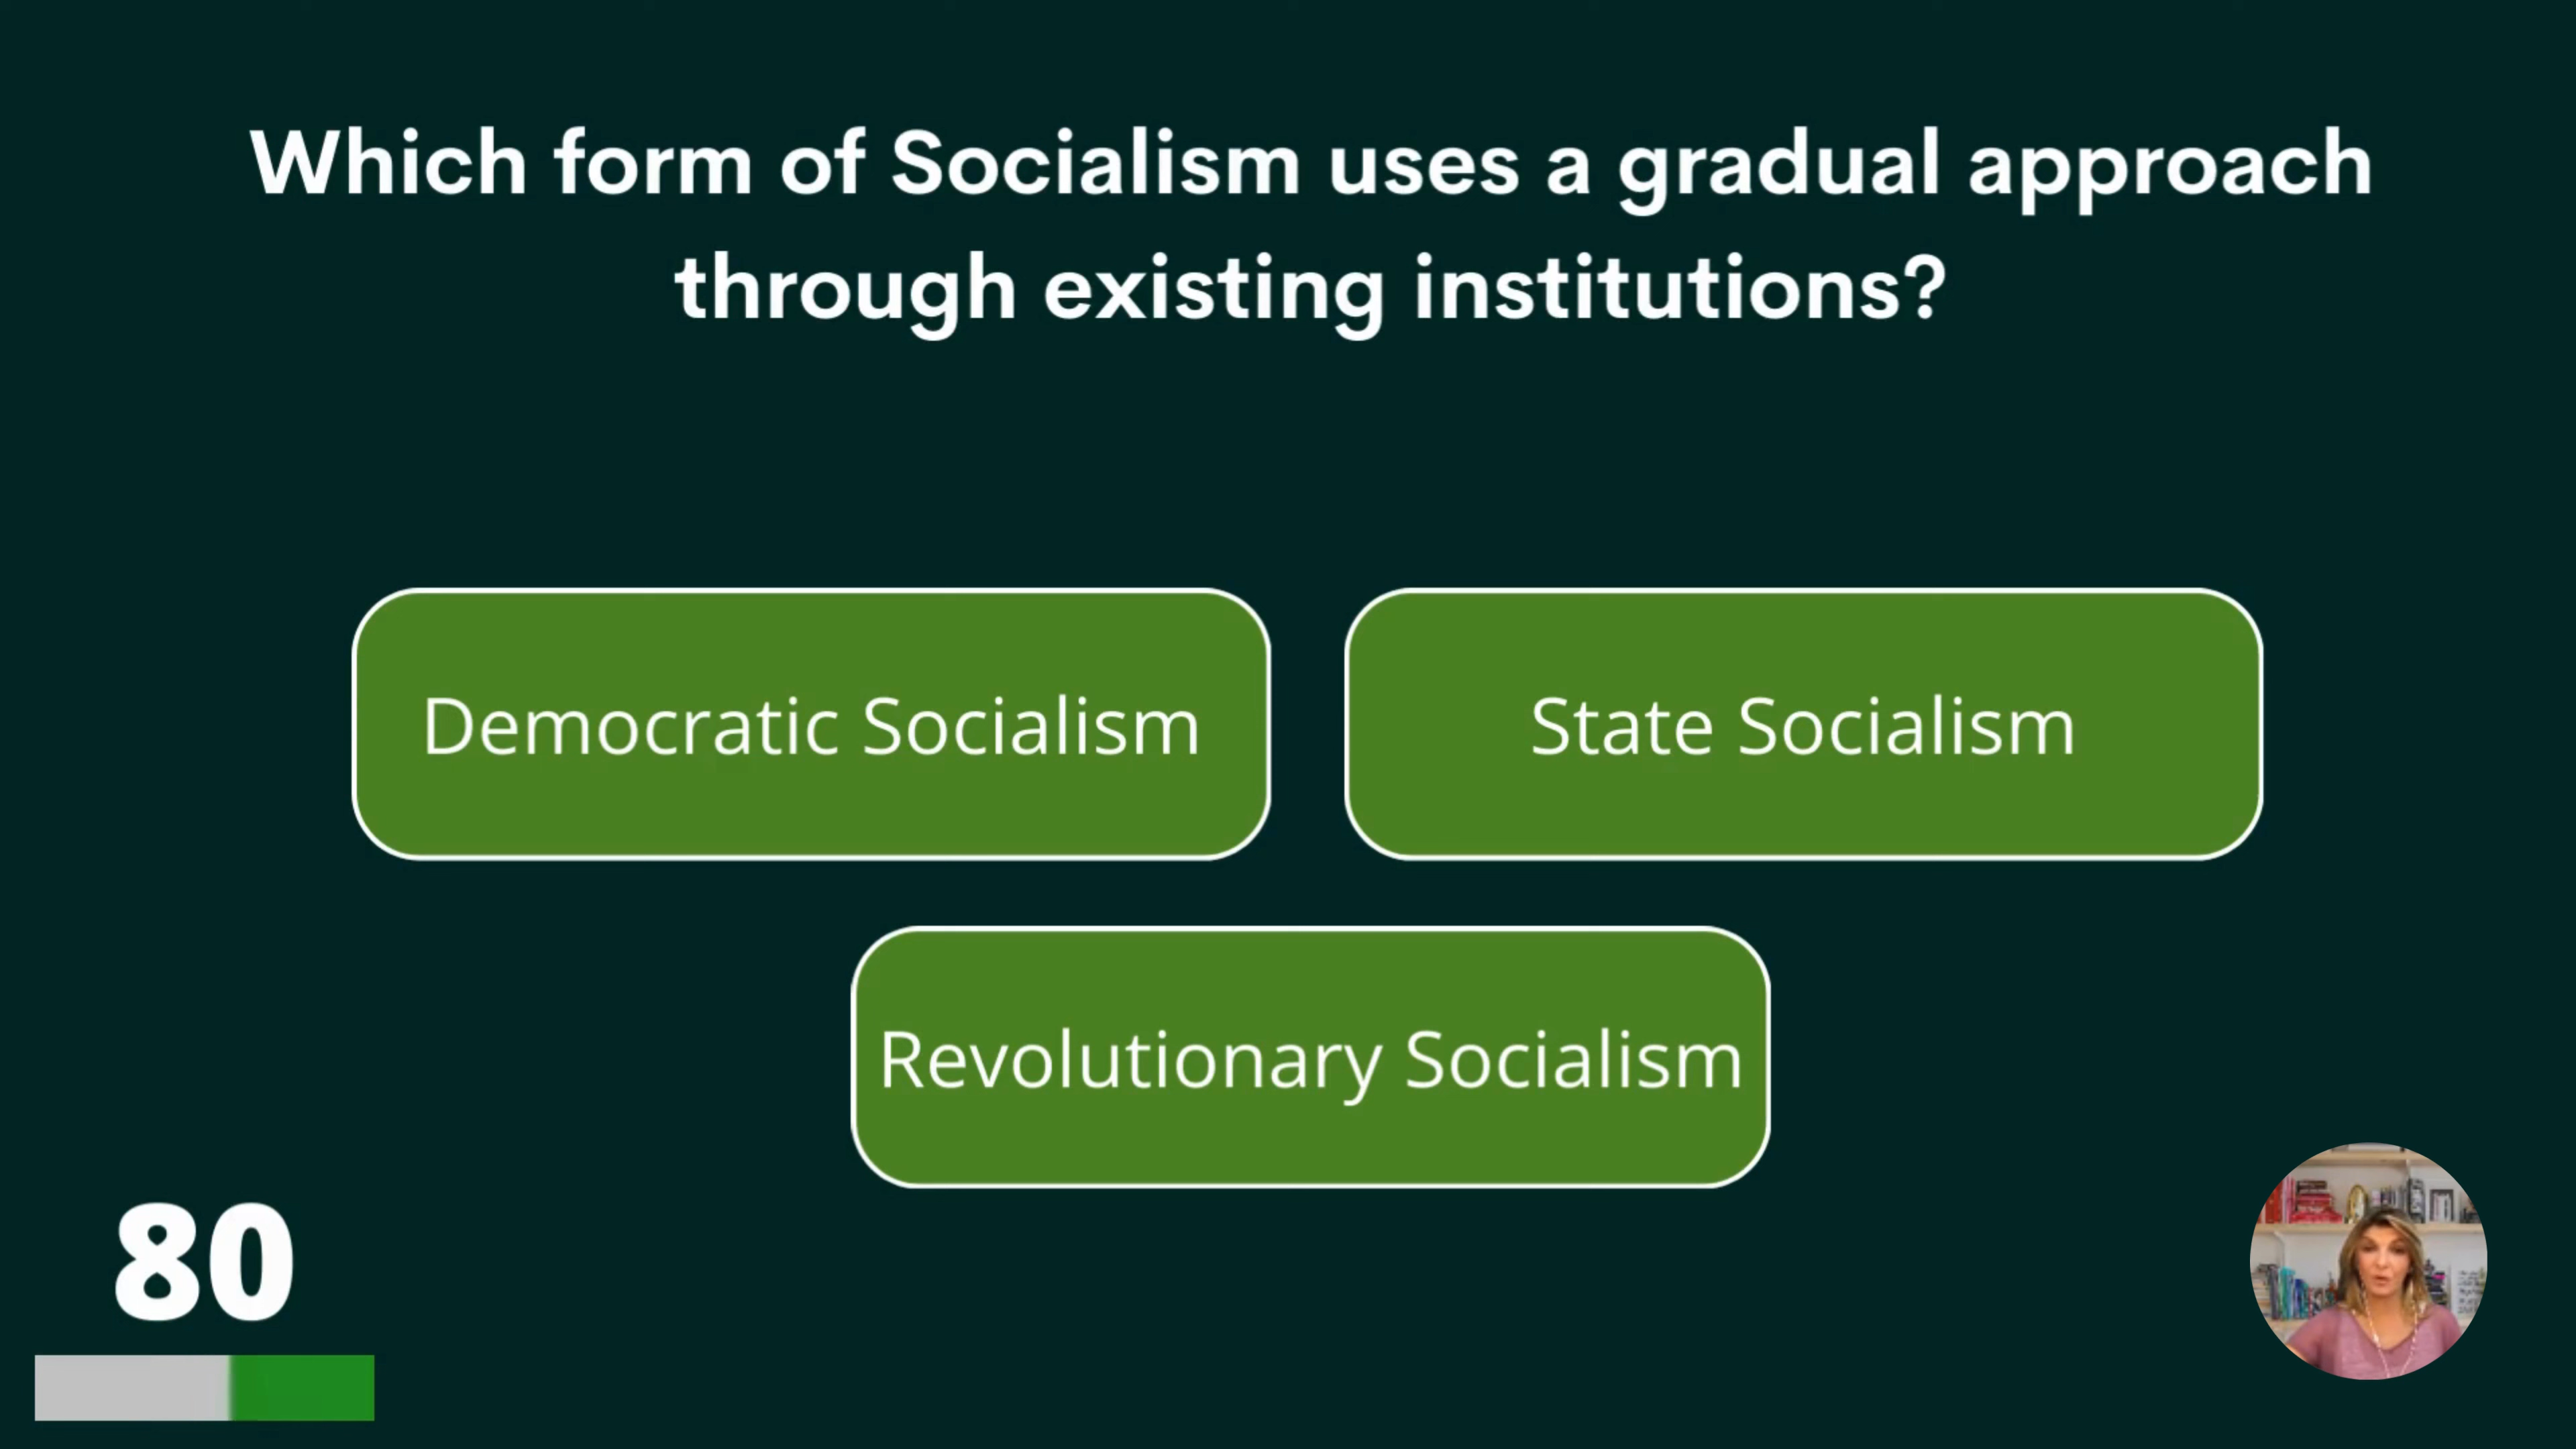 Which form of Socialism uses a gradual approach
through existing institutions?
Democratic Socialism
State Socialism
Revolutionary Socialism
80